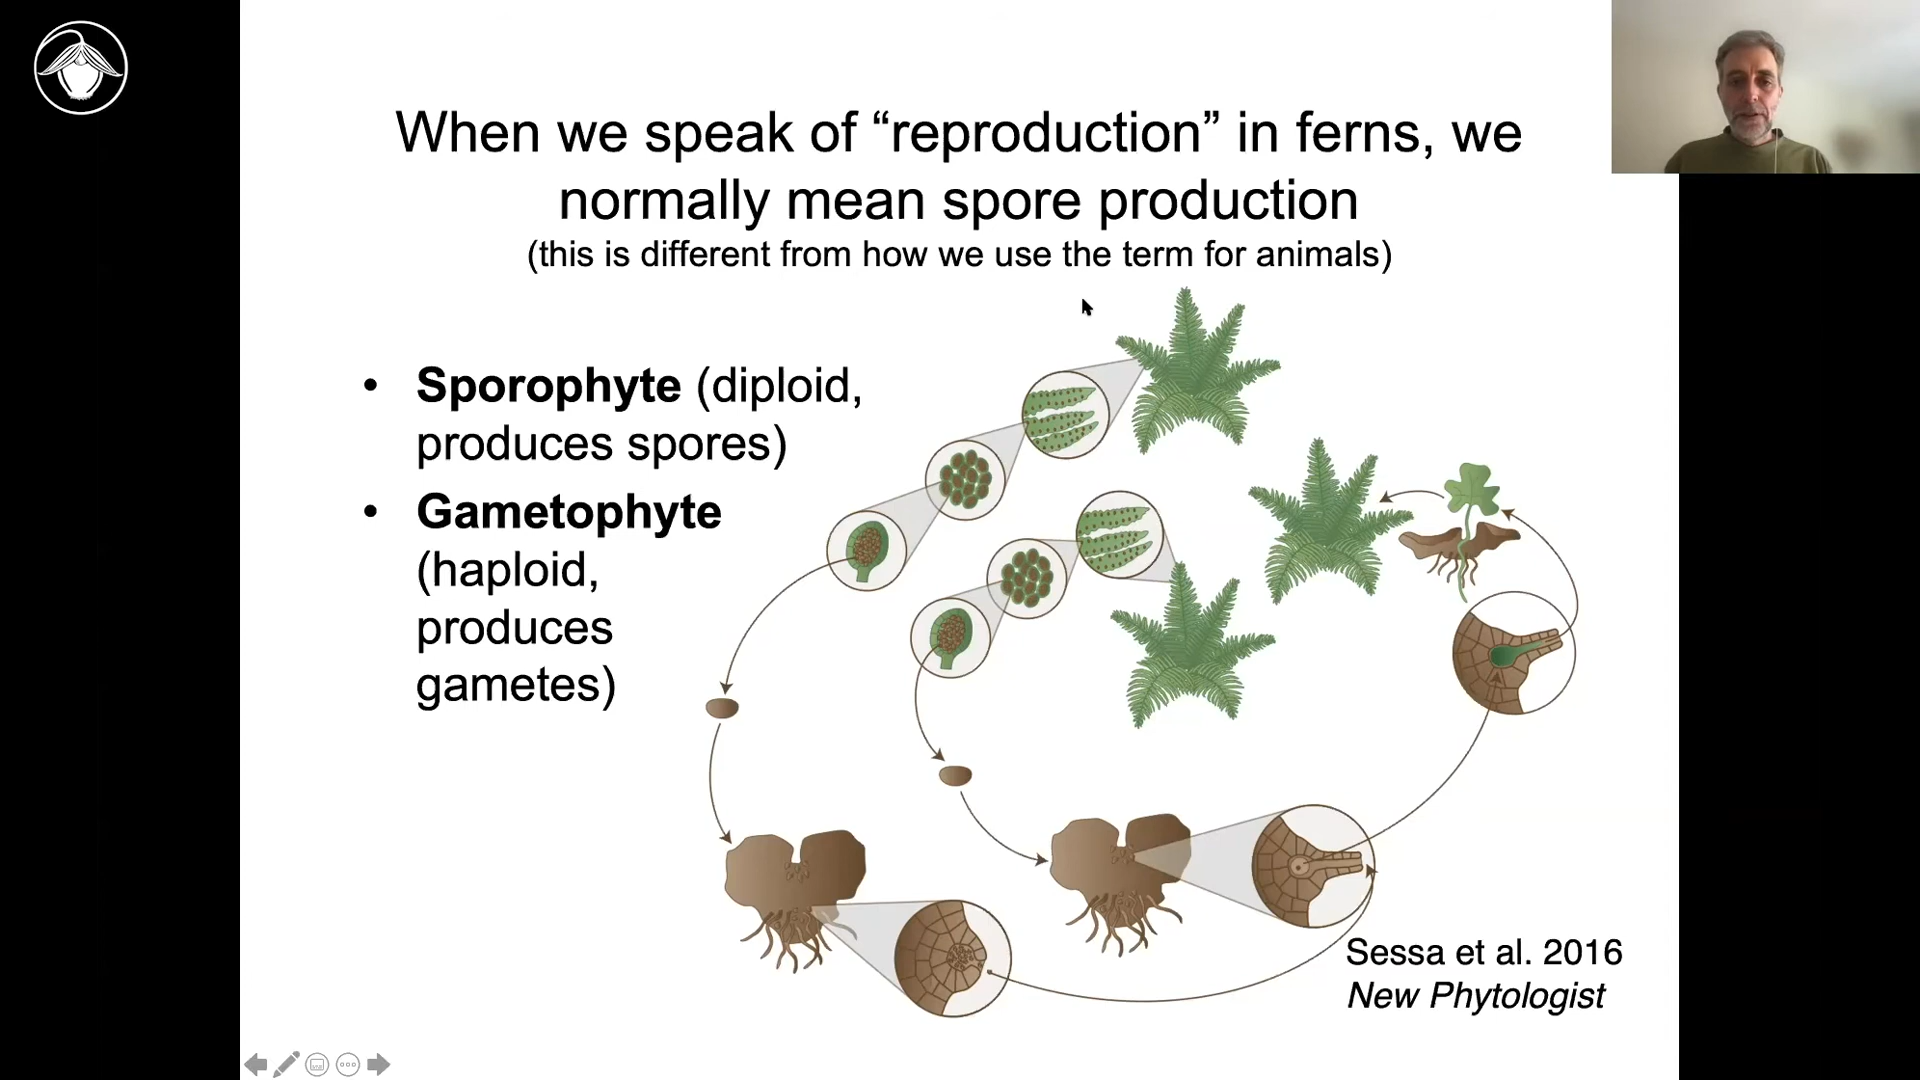 When we speak of “reproduction” in ferns, we
normally mean spore production
(this is different from how we use the term for animals)
• Sporophyte (diploid,
produces spores)
• Gametophyte
(haploid,
produces
gametes)
Sessa et al. 2016
New Phytologist